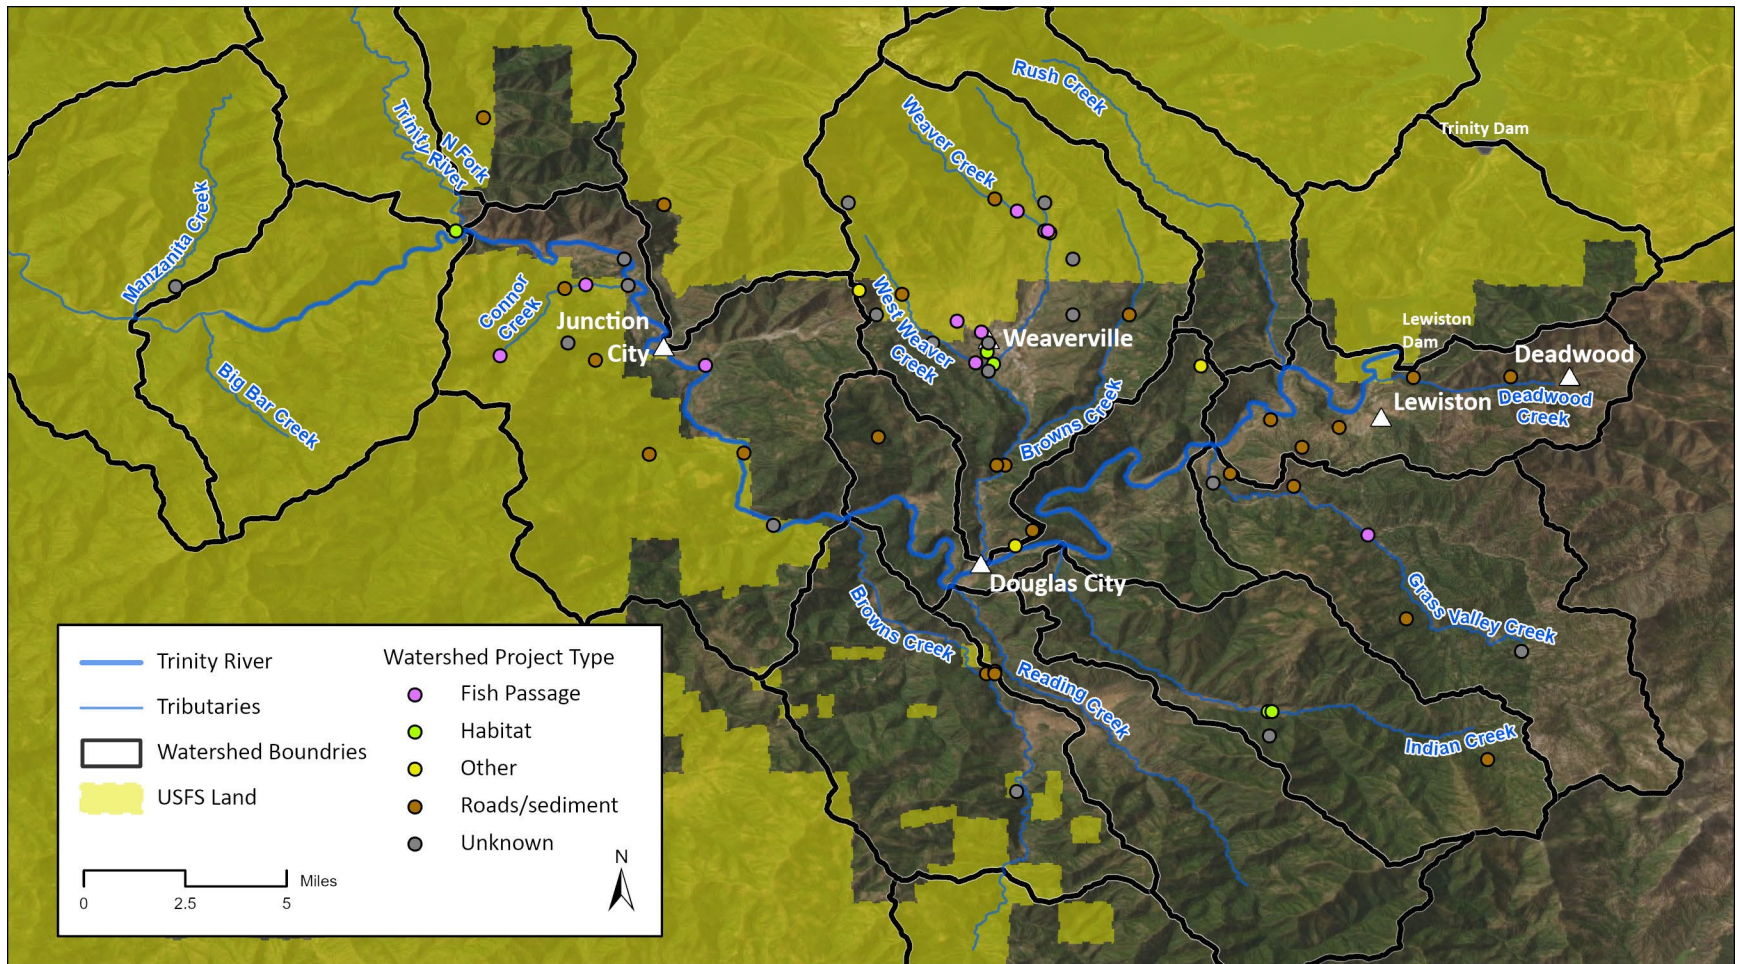 Rush Creek
Weaver Creek
Trinity Dam
N Fork
Trinity River
Manzanita Creek
Connor
Creek
Junction
City
West Weaver
Creek
Weaverville
Lewiston
Dam
Deadwood
Lewiston
Deadwood
Creek
Big Bar Creek
Browns Creek
Douglas City
Browns Creek
Grass Valley Creek
Reading Creek
Indian Creek
Trinity River
Tributaries
Watershed Boundries
USFS Land
Watershed Project Type
Fish Passage
Habitat
Other
Roads/sediment
Unknown
N
Miles
0 2.5 5